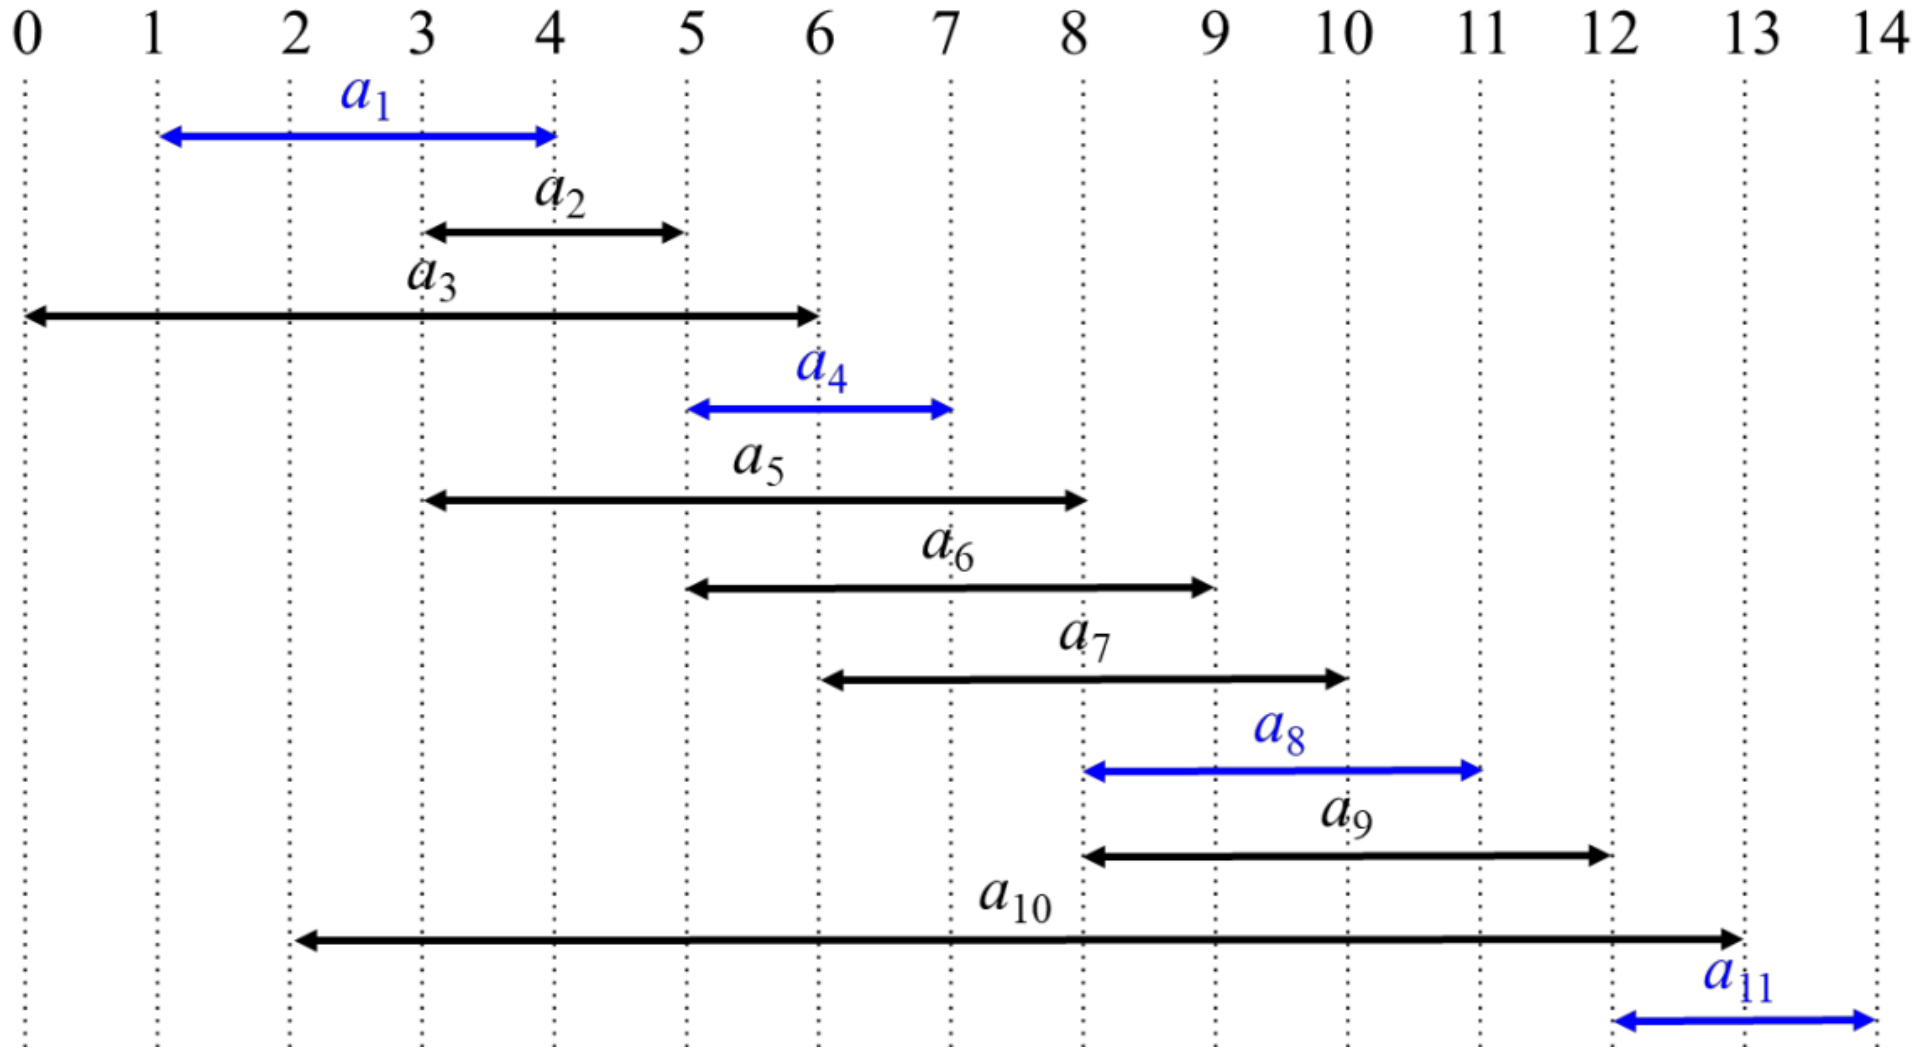 0 1 2 3 4 5 6 7 8 9 10 11 12 13 14
a₁
a₂
a₃
a₄
a₅
a₆
a₇
a₈
a₉
a₁₀
a₁₁